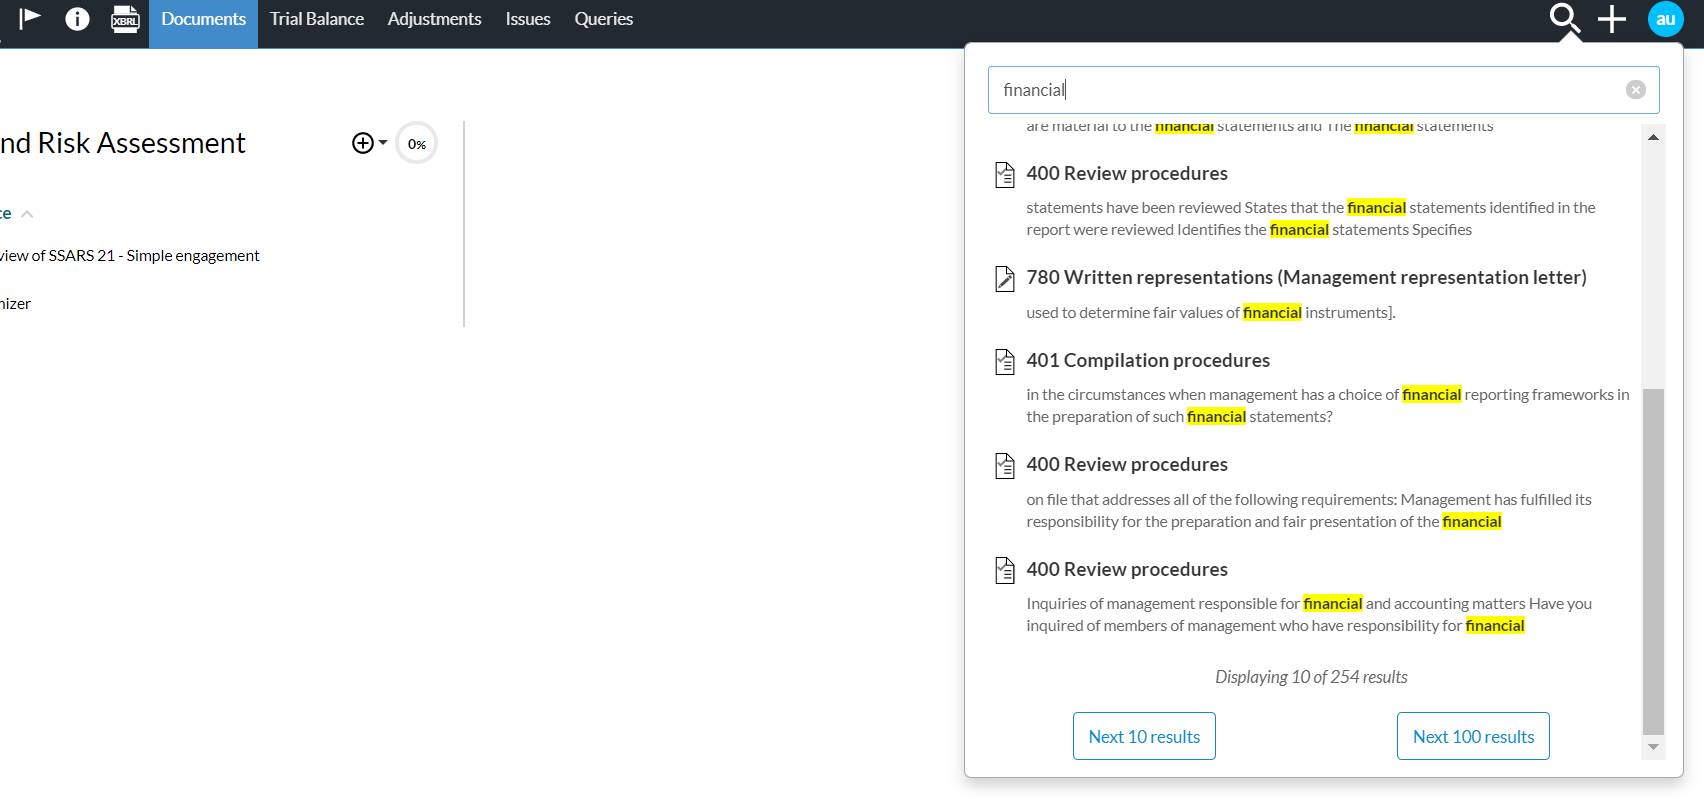 XBRL
Documents
Trial Balance
Adjustments
Issues
Queries
au
financial
nd Risk Assessment
0%
ce
view of SSARS 21 - Simple engagement
mizer
are material to the financial statements and The financial statements
400 Review procedures
statements have been reviewed States that the financial statements identified in the
report were reviewed Identifies the financial statements Specifies
780 Written representations (Management representation letter)
used to determine fair values of financial instruments].
401 Compilation procedures
in the circumstances when management has a choice of financial reporting frameworks in
the preparation of such financial statements?
400 Review procedures
on file that addresses all of the following requirements: Management has fulfilled its
responsibility for the preparation and fair presentation of the financial
400 Review procedures
Inquiries of management responsible for financial and accounting matters Have you
inquired of members of management who have responsibility for financial
Displaying 10 of 254 results
Next 10 results
Next 100 results